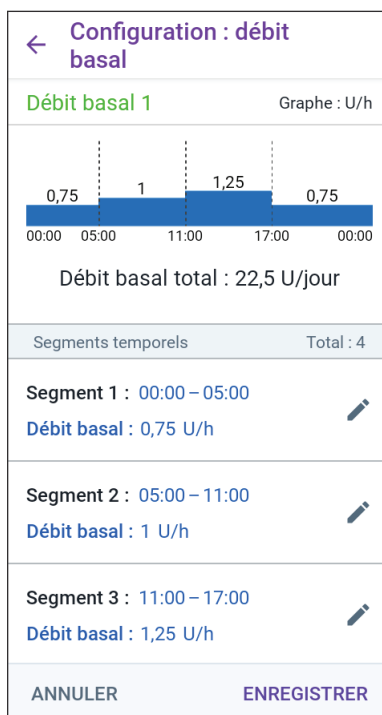 Configuration : débit
basal
Débit basal 1 Graphe : U/h
0,75 1 1,25 0,75
00:00 05:00 11:00 17:00 00:00
Débit basal total : 22,5 U/jour
Segments temporels Total : 4
Segment 1 : 00:00 – 05:00
Débit basal : 0,75 U/h
Segment 2 : 05:00 – 11:00
Débit basal : 1 U/h
Segment 3 : 11:00 – 17:00
Débit basal : 1,25 U/h
ANNULER ENREGISTRER